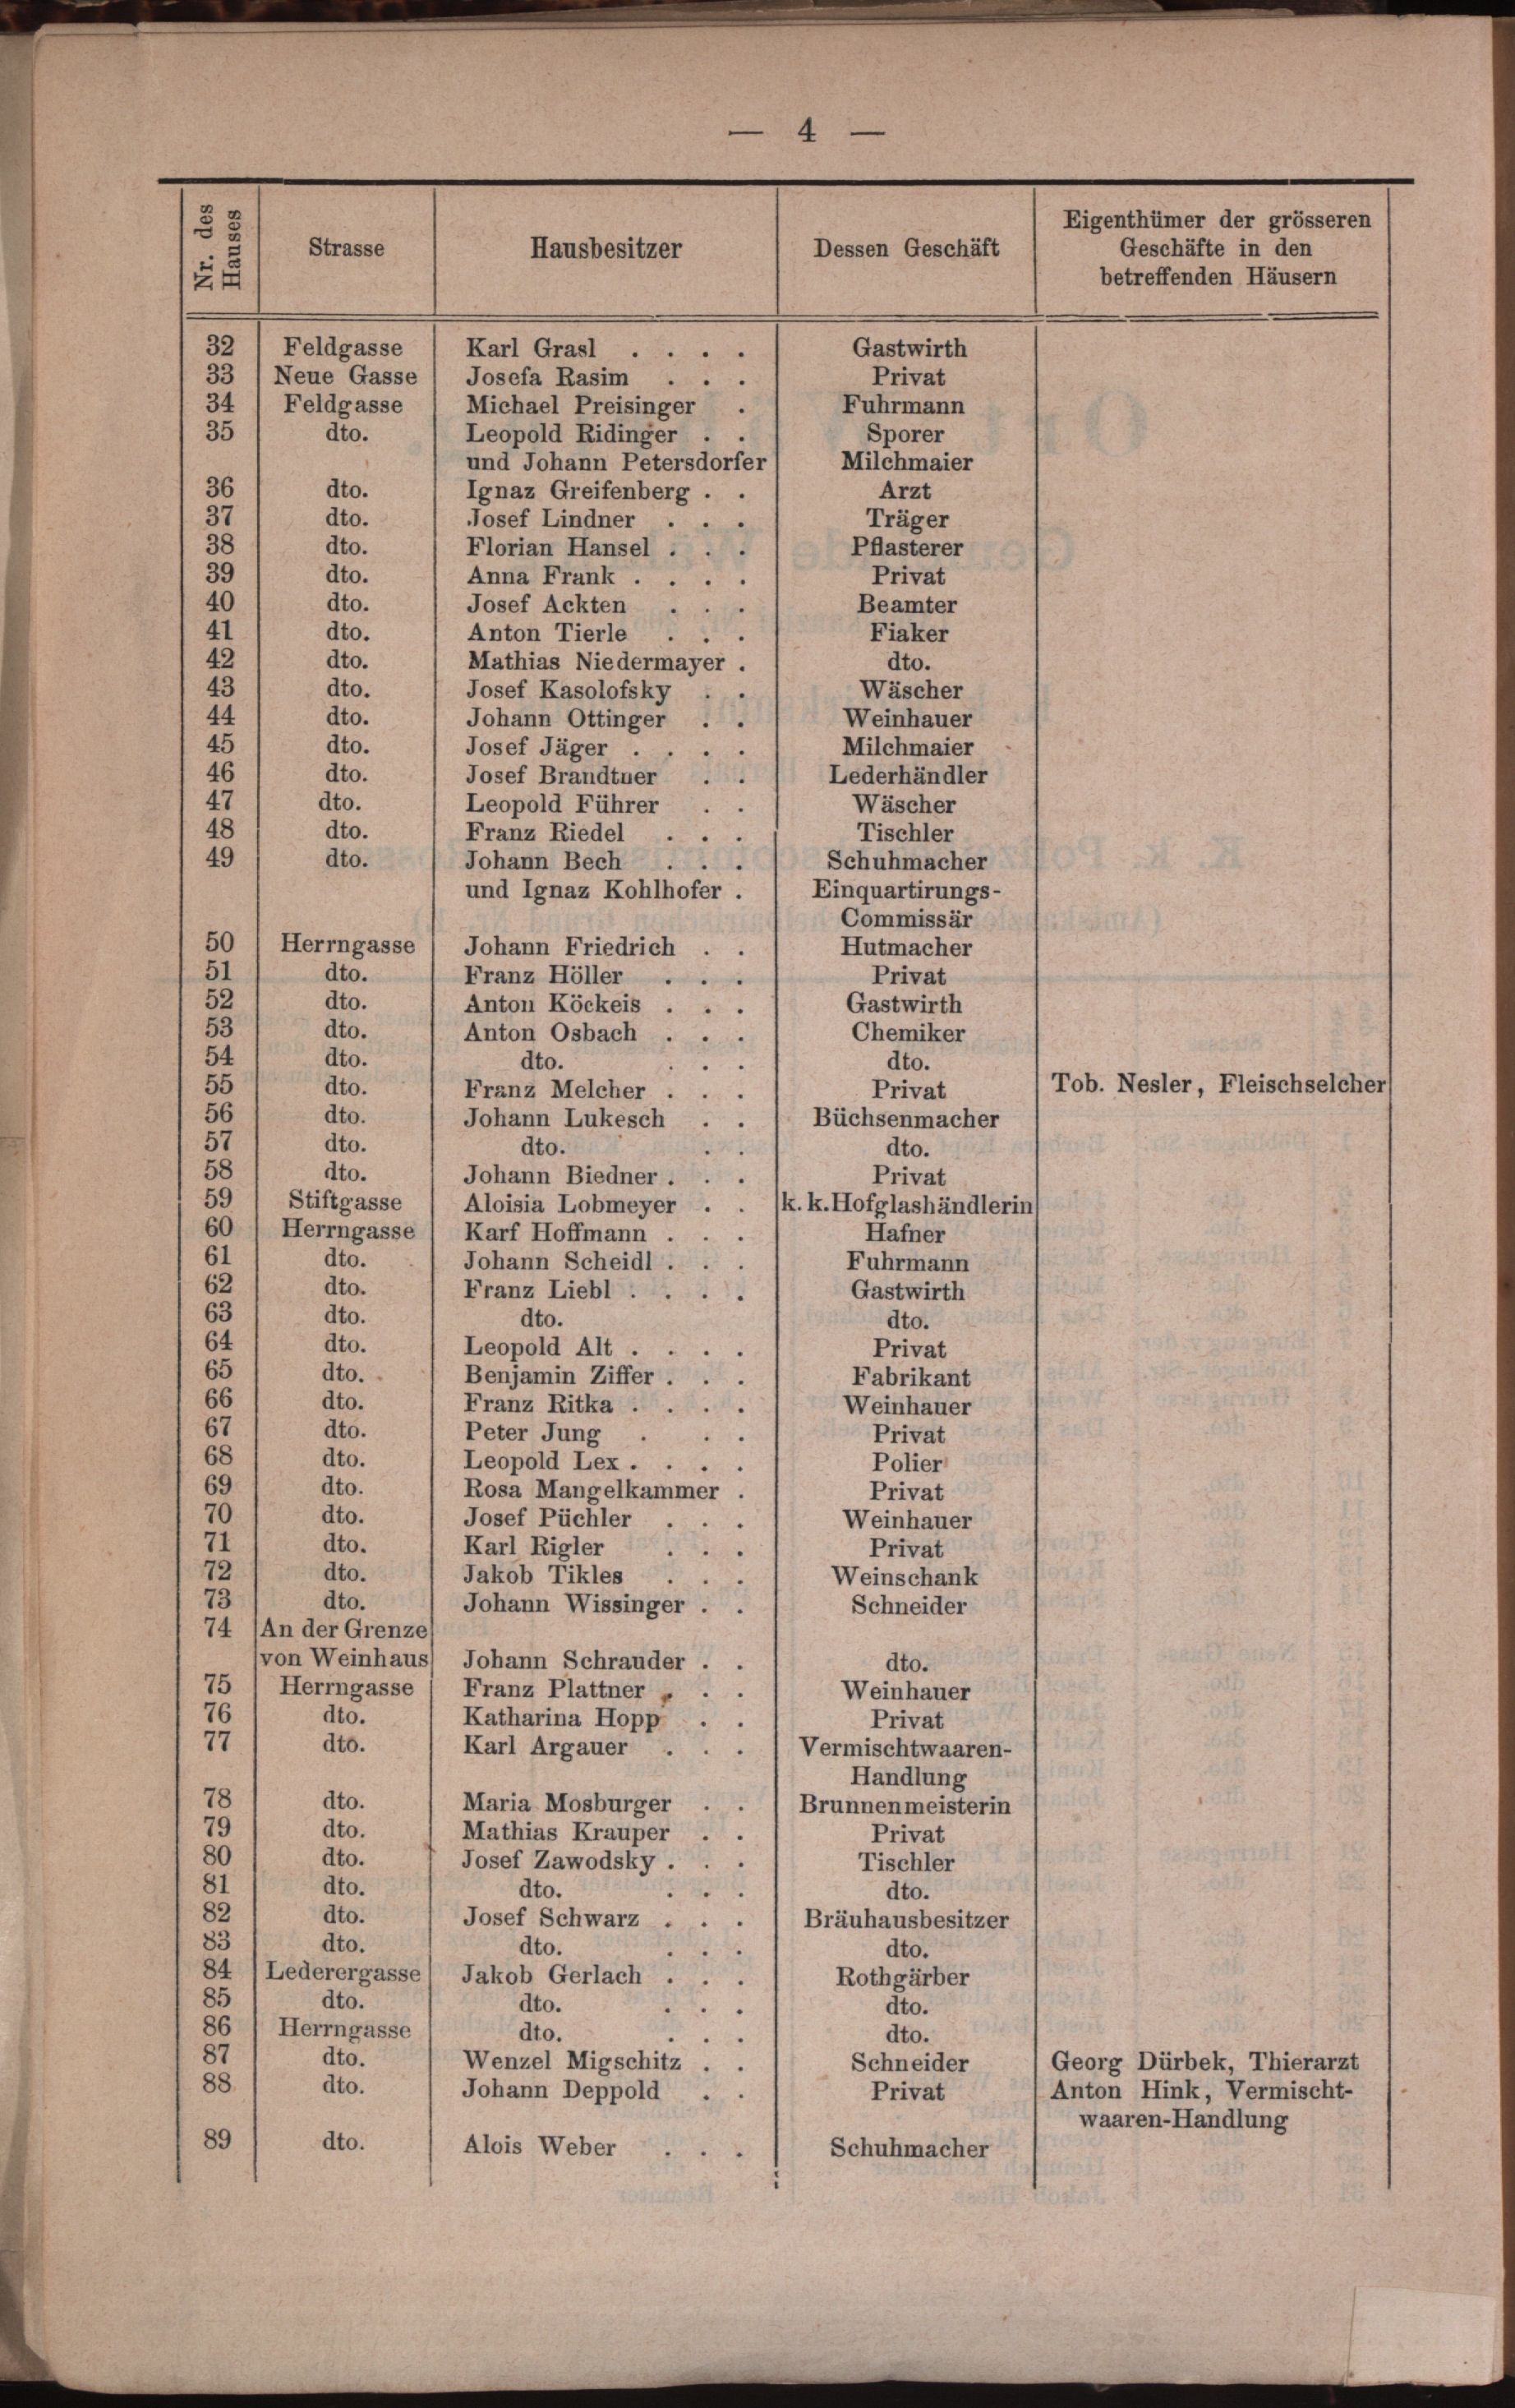 — 4 —
Nr. des Hauses | Strasse | Hausbesitzer | Dessen Geschäft | Eigenthümer der grösseren Geschäfte in den betreffenden Häusern
32 Feldgasse Karl Grasl . . . . Gastwirth
33 Neue Gasse Josefa Rasim . . . Privat
34 Feldgasse Michael Preisinger . Fuhrmann
35 dto. Leopold Ridinger . . Sporer
und Johann Petersdorfer Milchmaier
36 dto. Ignaz Greifenberg . . Arzt
37 dto. Josef Lindner . . . Träger
38 dto. Florian Hansel . . . Pflasterer
39 dto. Anna Frank . . . . Privat
40 dto. Josef Ackten . . . Beamter
41 dto. Anton Tierle . . . Fiaker
42 dto. Mathias Niedermayer . dto.
43 dto. Josef Kasolofsky . . Wäscher
44 dto. Johann Ottinger . . Weinhauer
45 dto. Josef Jäger . . . . Milchmaier
46 dto. Josef Brandtner . . Lederhändler
47 dto. Leopold Führer . . Wäscher
48 dto. Franz Riedel . . . Tischler
49 dto. Johann Bech . . . Schuhmacher
und Ignaz Kohlhofer . Einquartirungs-
Commissär
50 Herrngasse Johann Friedrich . . Hutmacher
51 dto. Franz Höller . . . Privat
52 dto. Anton Köckeis . . . Gastwirth
53 dto. Anton Osbach . . . Chemiker
54 dto. dto. . . . dto.
55 dto. Franz Melcher . . . Privat Tob. Nesler, Fleischselcher
56 dto. Johann Lukesch . . Büchsenmacher
57 dto. dto. . . dto.
58 dto. Johann Biedner . . . Privat
59 Stiftgasse Aloisia Lobmeyer . . k. k. Hofglashändlerin
60 Herrngasse Karf Hoffmann . . . Hafner
61 dto. Johann Scheidl . . . Fuhrmann
62 dto. Franz Liebl . . . . Gastwirth
63 dto. dto. dto.
64 dto. Leopold Alt . . . . Privat
65 dto. Benjamin Ziffer . . . Fabrikant
66 dto. Franz Ritka . . . . Weinhauer
67 dto. Peter Jung . . . Privat
68 dto. Leopold Lex . . . . Polier
69 dto. Rosa Mangelkammer . Privat
70 dto. Josef Püchler . . . Weinhauer
71 dto. Karl Rigler . . . Privat
72 dto. Jakob Tikles . . . Weinschank
73 dto. Johann Wissinger . . Schneider
74 An der Grenze
von Weinhaus Johann Schrauder . . dto.
75 Herrngasse Franz Plattner . . . Weinhauer
76 dto. Katharina Hopp . . Privat
77 dto. Karl Argauer . . . Vermischtwaaren-
Handlung
78 dto. Maria Mosburger . . Brunnenmeisterin
79 dto. Mathias Krauper . . Privat
80 dto. Josef Zawodsky . . . Tischler
81 dto. dto. . . . dto.
82 dto. Josef Schwarz . . . Bräuhausbesitzer
83 dto. dto. . . . dto.
84 Lederergasse Jakob Gerlach . . . Rothgärber
85 dto. dto. . . . dto.
86 Herrngasse dto. . . . dto.
87 dto. Wenzel Migschitz . . Schneider Georg Dürbek, Thierarzt
88 dto. Johann Deppold . . Privat Anton Hink, Vermischt-
waaren-Handlung
89 dto. Alois Weber . . . Schuhmacher